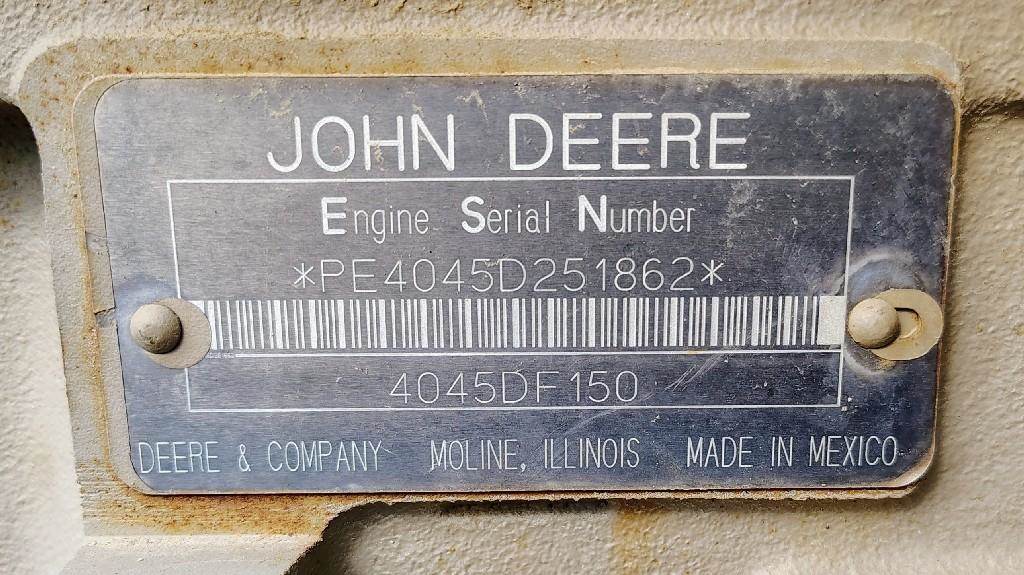 JOHN DEERE
Engine Serial Number
*PE4045D251862*
4045DF150
DEERE & COMPANY MOLINE, ILLINOIS MADE IN MEXICO